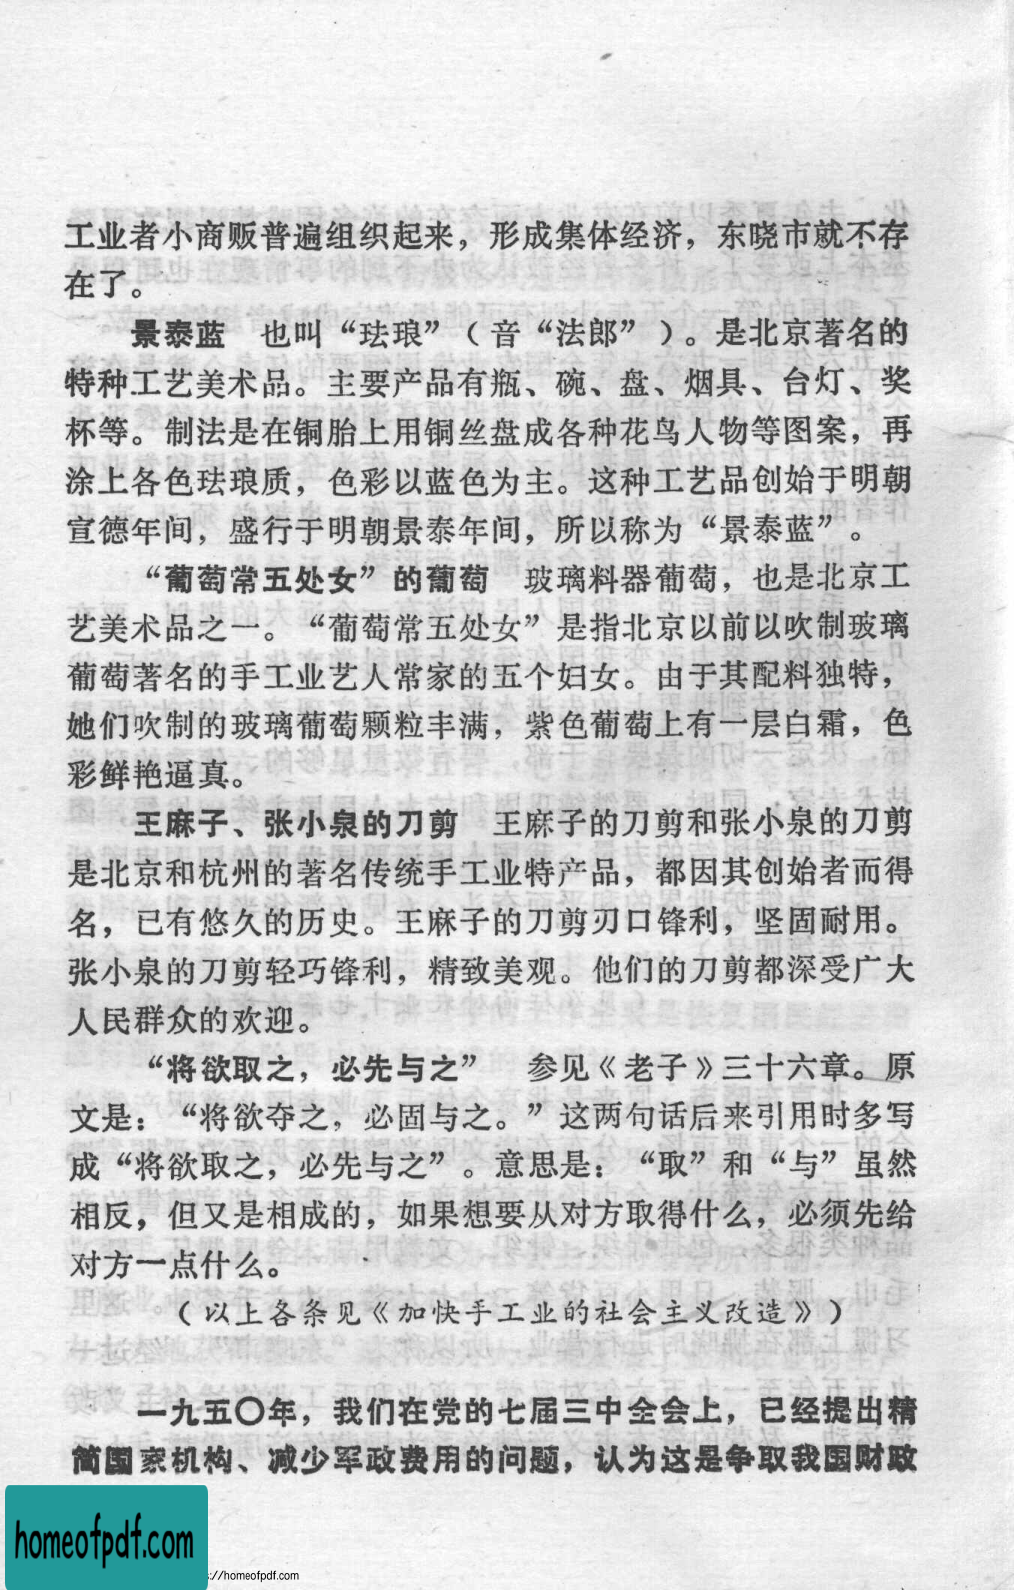 工业者小商贩普遍组织起来，形成集体经济，东晓市就不存
在了。
景泰蓝　也叫“珐琅”（音“法郎”）。是北京著名的
特种工艺美术品。主要产品有瓶、碗、盘、烟具、台灯、奖
杯等。制法是在铜胎上用铜丝盘成各种花鸟人物等图案，再
涂上各色珐琅质，色彩以蓝色为主。这种工艺品创始于明朝
宣德年间，盛行于明朝景泰年间，所以称为“景泰蓝”。
“葡萄常五处女”的葡萄　玻璃料器葡萄，也是北京工
艺美术品之一。“葡萄常五处女”是指北京以前以吹制玻璃
葡萄著名的手工业艺人常家的五个妇女。由于其配料独特，
她们吹制的玻璃葡萄颗粒丰满，紫色葡萄上有一层白霜，色
彩鲜艳逼真。
王麻子、张小泉的刀剪　王麻子的刀剪和张小泉的刀剪
是北京和杭州的著名传统手工业特产品，都因其创始者而得
名，已有悠久的历史。王麻子的刀剪刃口锋利，坚固耐用。
张小泉的刀剪轻巧锋利，精致美观。他们的刀剪都深受广大
人民群众的欢迎。
“将欲取之，必先与之”　参见《老子》三十六章。原
文是：“将欲夺之，必固与之。”这两句话后来引用时多写
成“将欲取之，必先与之”。意思是：“取”和“与”虽然
相反，但又是相成的，如果想要从对方取得什么，必须先给
对方一点什么。
（以上各条见《加快手工业的社会主义改造》）
一九五〇年，我们在党的七届三中全会上，已经提出精
简国家机构、减少军政费用的问题，认为这是争取我国财政
homeofpdf.com
://homeofpdf.com